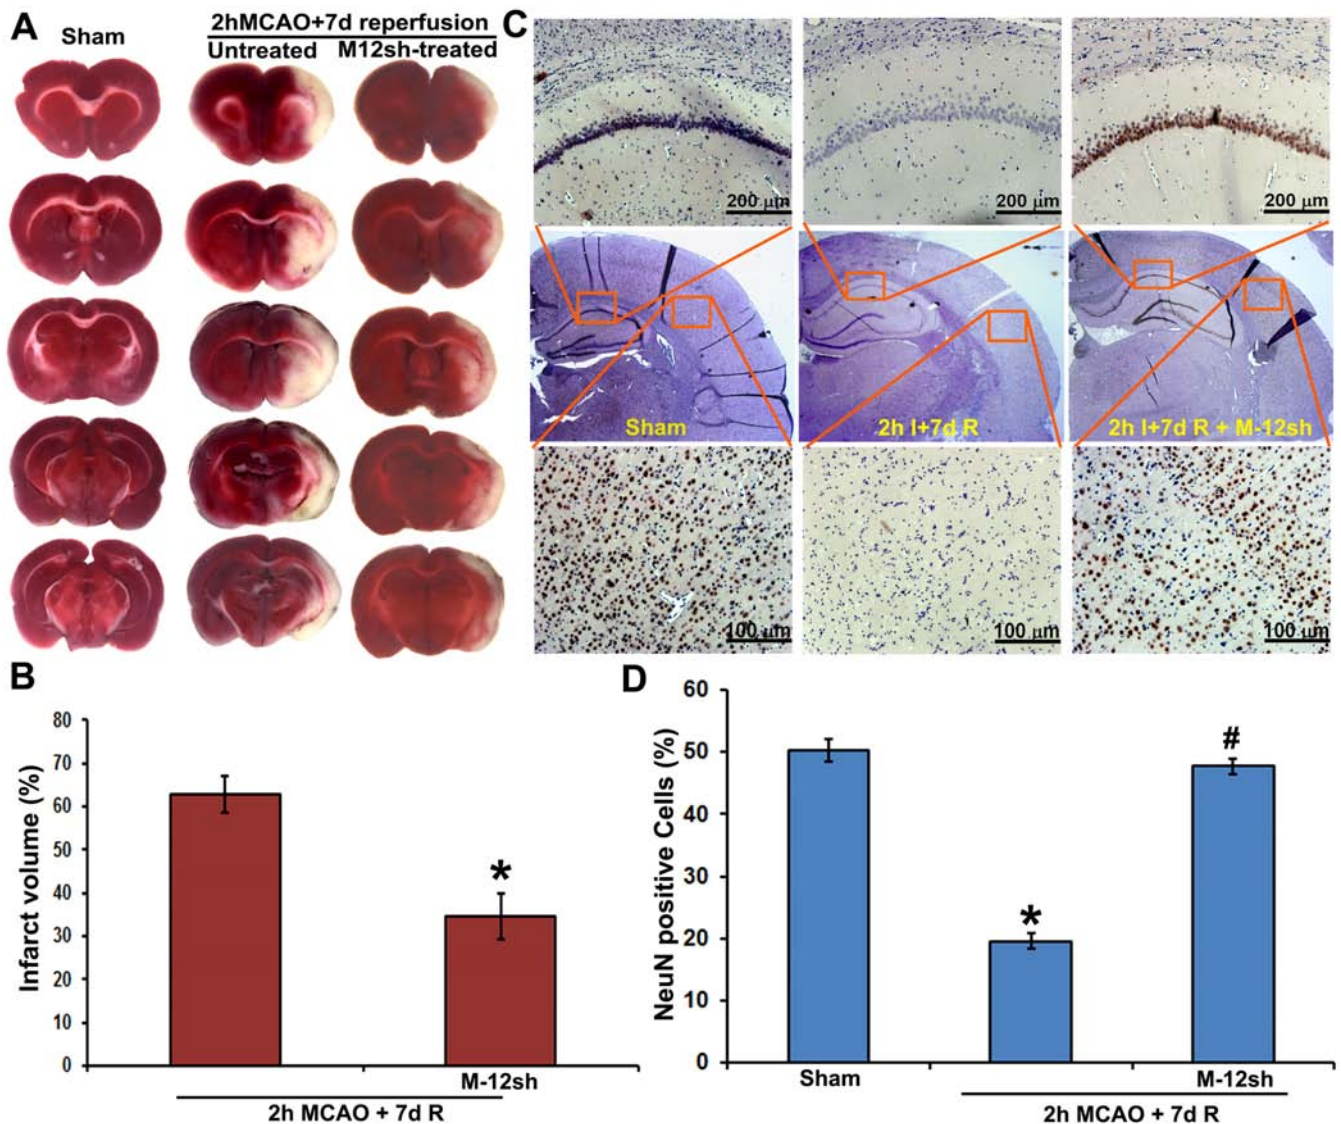 A
Sham
2hMCAO+7d reperfusion
Untreated M12sh-treated
C
200 µm
200 µm
200 µm
Sham
2h I+7d R
2h I+7d R + M-12sh
100 µm
100 µm
100 µm
B
Infarct volume (%)
80
70
60
50
40
30
20
10
0
*
M-12sh
2h MCAO + 7d R
D
NeuN positive Cells (%)
60
50
40
30
20
10
0
*
#
Sham
M-12sh
2h MCAO + 7d R